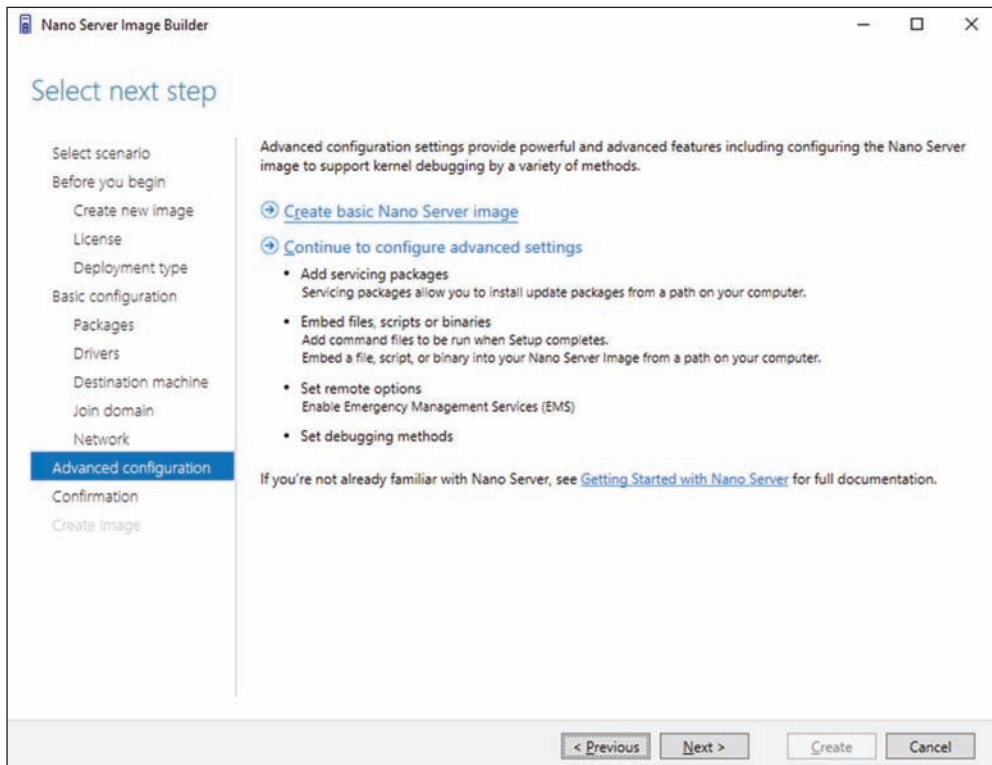 Nano Server Image Builder
Select next step
Select scenario
Before you begin
Create new image
License
Deployment type
Basic configuration
Packages
Drivers
Destination machine
Join domain
Network
Advanced configuration
Confirmation
Create image
Advanced configuration settings provide powerful and advanced features including configuring the Nano Server
image to support kernel debugging by a variety of methods.
Create basic Nano Server image
Continue to configure advanced settings
• Add servicing packages
Servicing packages allow you to install update packages from a path on your computer.
• Embed files, scripts or binaries
Add command files to be run when Setup completes.
Embed a file, script, or binary into your Nano Server Image from a path on your computer.
• Set remote options
Enable Emergency Management Services (EMS)
• Set debugging methods
If you're not already familiar with Nano Server, see Getting Started with Nano Server for full documentation.
< Previous Next > Create Cancel